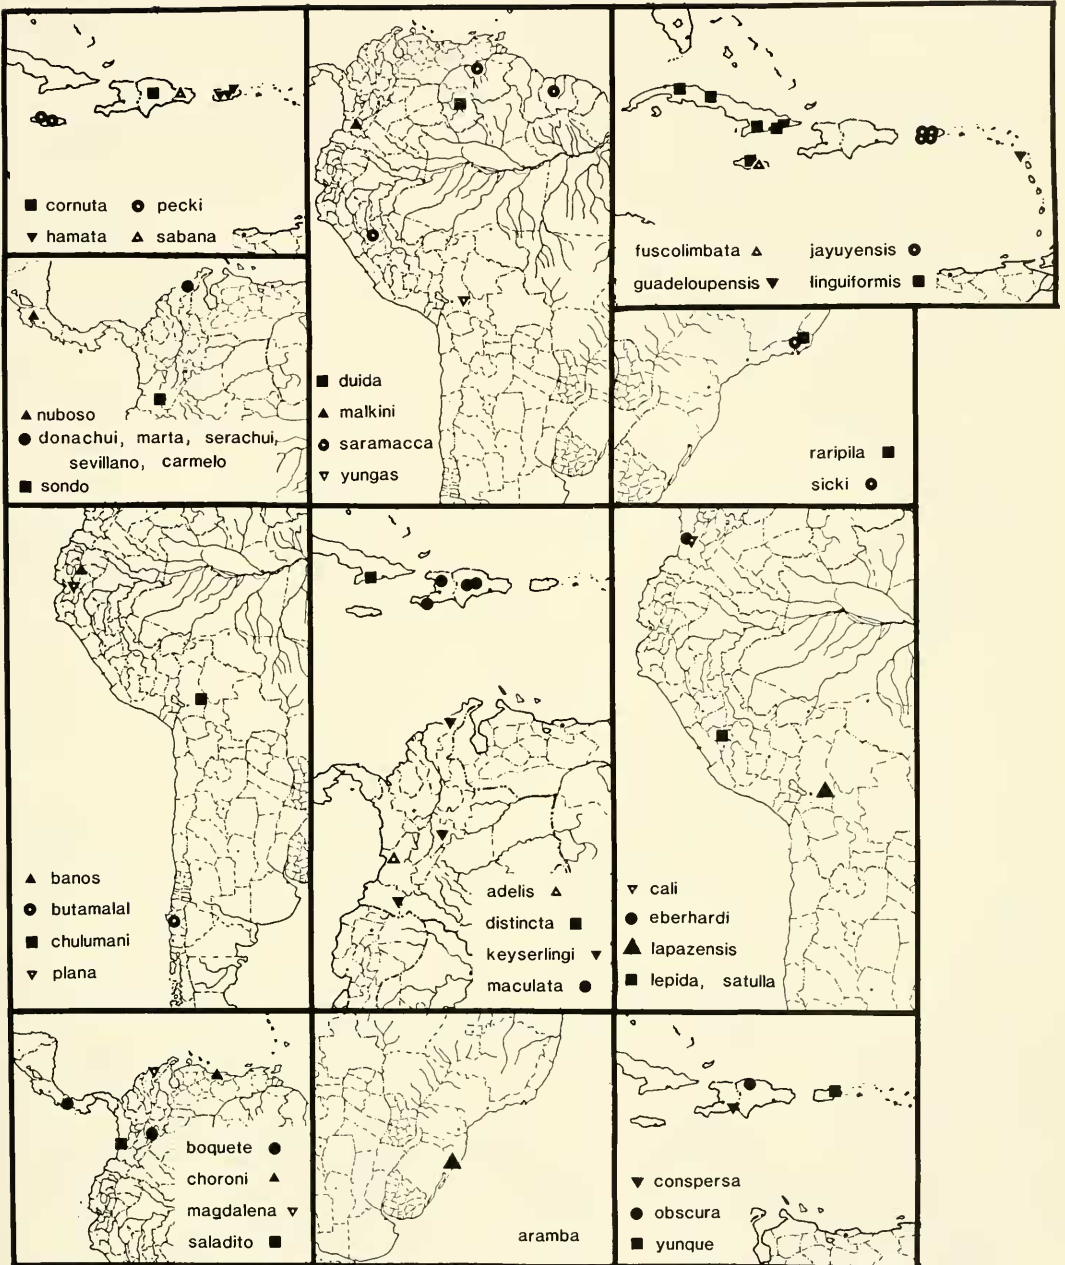 cornuta pecki
hamata sabana
duida
malkini
saramacca
yungas
fuscolimbata jayuyensis
guadeloupensis linguiformis
nuboso
donachui, marta, serachui,
sevillano, carmelo
sondo
raripila
sicki
banos
butamalal
chulumani
plana
adelis
distincta
keyserlingi
maculata
cali
eberhardi
lapazensis
lepida, satulla
boquete
choroni
magdalena
saladito
aramba
conspersa
obscura
yunque